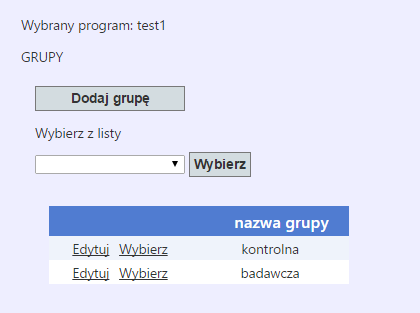 Wybrany program: test1
GRUPY
Dodaj grupę
Wybierz z listy
Wybierz
nazwa grupy
Edytuj Wybierz kontrolna
Edytuj Wybierz badawcza